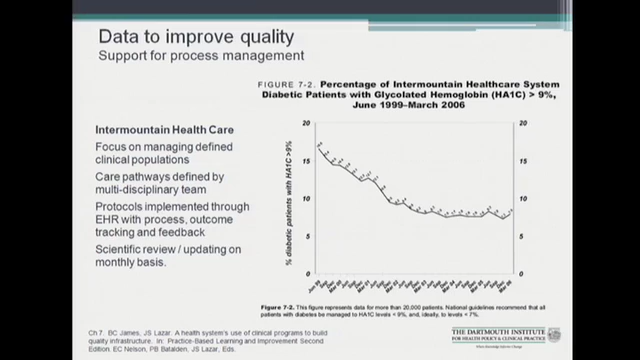 Data to improve quality
Support for process management
FIGURE 7-2. Percentage of Intermountain Healthcare System
Diabetic Patients with Glycolated Hemoglobin (HA1C) > 9%,
June 1999–March 2006
Intermountain Health Care
Focus on managing defined
clinical populations
Care pathways defined by
multi-disciplinary team
Protocols implemented through
EHR with process, outcome
tracking and feedback
Scientific review / updating on
monthly basis.
% diabetic patients with HA1C >9%
20
15
10
5
0
20
15
10
5
0
Figure 7-2. This figure represents data for more than 20,000 patients. National guidelines recommend that all
patients with diabetes be managed to HA1C levels < 9%, and, ideally, to levels < 7%.
Ch 7. BC James, JS Lazar. A health system's use of clinical programs to build
quality infrastructure. In: Practice-Based Learning and Improvement Second
Edition. EC Nelson, PB Batalden, JS Lazar, Eds.
THE DARTMOUTH INSTITUTE
FOR HEALTH POLICY & CLINICAL PRACTICE